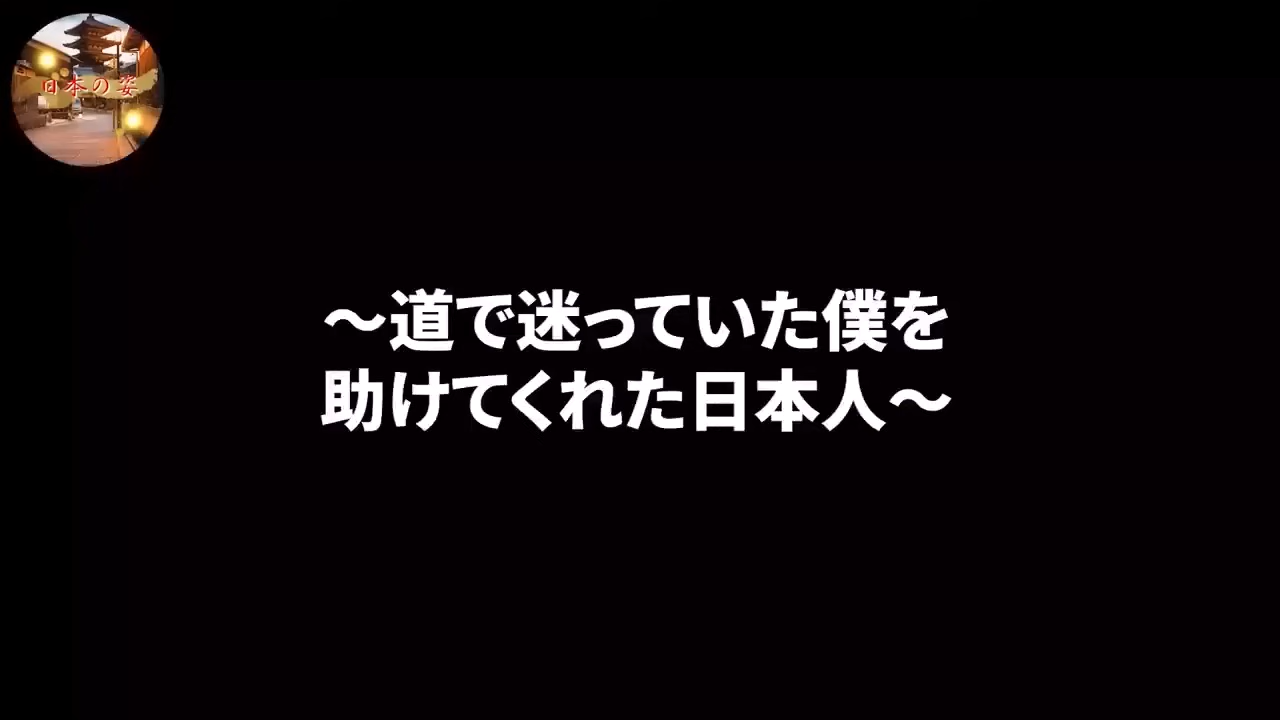 日本の姿
～道で迷っていた僕を
助けてくれた日本人～